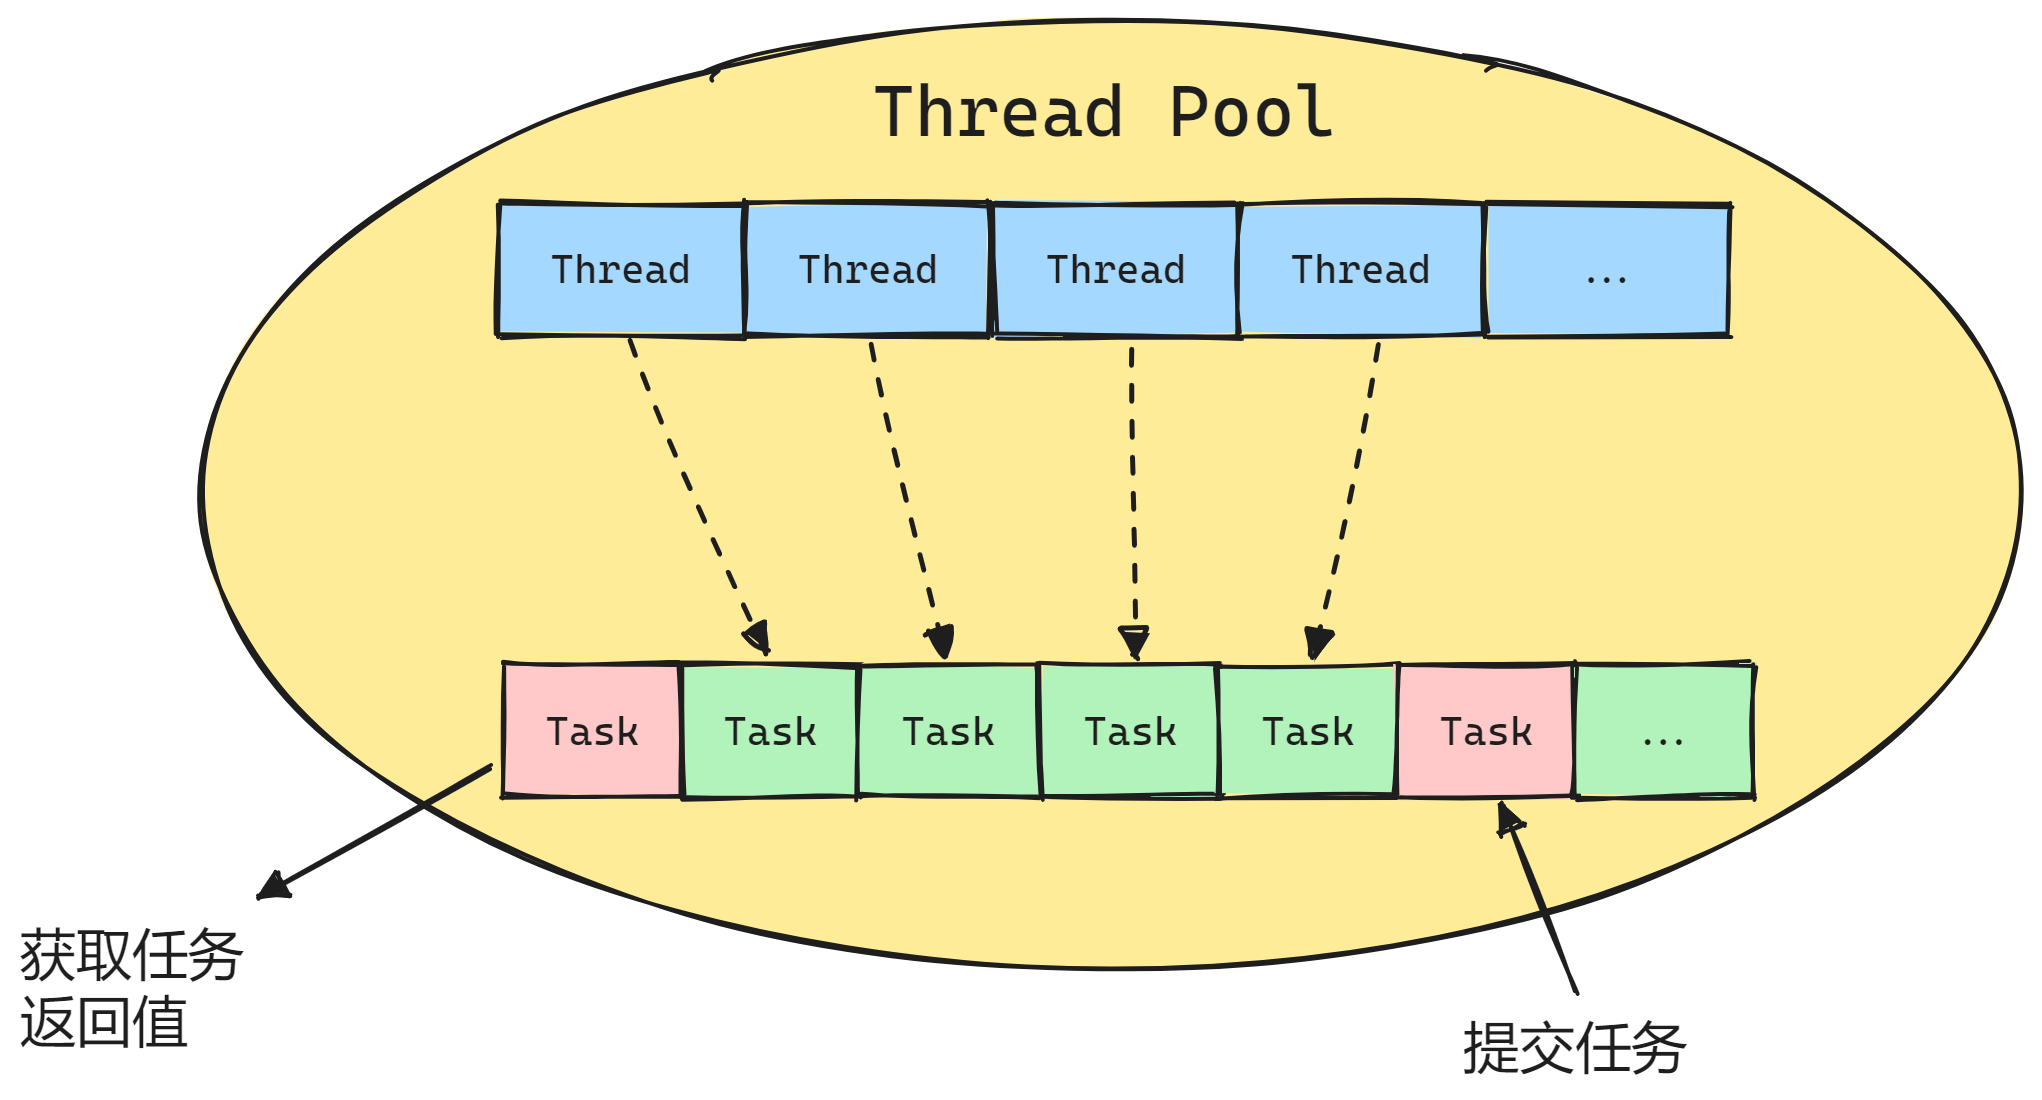 Thread Pool
Thread Thread Thread Thread ...
Task Task Task Task Task Task ...
获取任务
返回值
提交任务